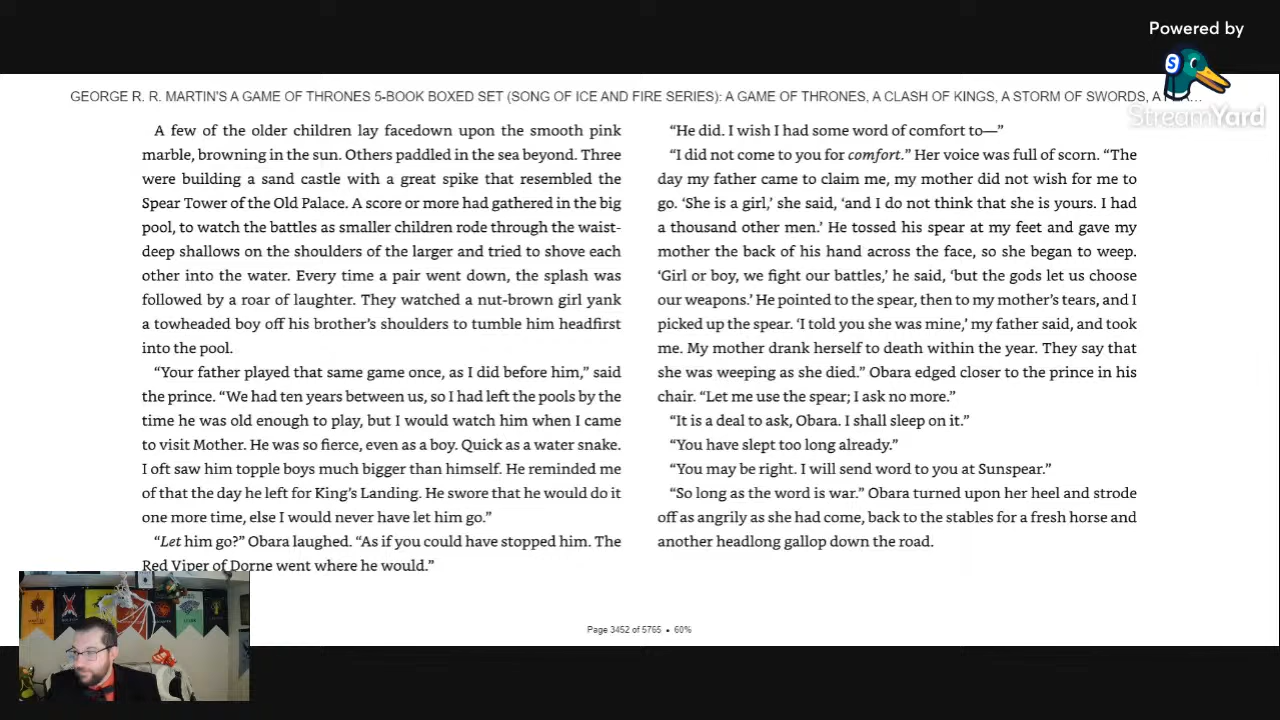 Powered by
S
StreamYard
GEORGE R. R. MARTIN'S A GAME OF THRONES 5-BOOK BOXED SET (SONG OF ICE AND FIRE SERIES): A GAME OF THRONES, A CLASH OF KINGS, A STORM OF SWORDS, A
A few of the older children lay facedown upon the smooth pink
marble, browning in the sun. Others paddled in the sea beyond. Three
were building a sand castle with a great spike that resembled the
Spear Tower of the Old Palace. A score or more had gathered in the big
pool, to watch the battles as smaller children rode through the waist-
deep shallows on the shoulders of the larger and tried to shove each
other into the water. Every time a pair went down, the splash was
followed by a roar of laughter. They watched a nut-brown girl yank
a towheaded boy off his brother's shoulders to tumble him headfirst
into the pool.
“Your father played that same game once, as I did before him,” said
the prince. “We had ten years between us, so I had left the pools by the
time he was old enough to play, but I would watch him when I came
to visit Mother. He was so fierce, even as a boy. Quick as a water snake.
I oft saw him topple boys much bigger than himself. He reminded me
of that the day he left for King’s Landing. He swore that he would do it
one more time, else I would never have let him go.”
“Let him go?” Obara laughed. “As if you could have stopped him. The
Red Viper of Dorne went where he would.”
“He did. I wish I had some word of comfort to—”
“I did not come to you for comfort.” Her voice was full of scorn. “The
day my father came to claim me, my mother did not wish for me to
go. ‘She is a girl,’ she said, ‘and I do not think that she is yours. I had
a thousand other men.’ He tossed his spear at my feet and gave my
mother the back of his hand across the face, so she began to weep.
‘Girl or boy, we fight our battles,’ he said, ‘but the gods let us choose
our weapons.’ He pointed to the spear, then to my mother’s tears, and I
picked up the spear. ‘I told you she was mine,’ my father said, and took
me. My mother drank herself to death within the year. They say that
she was weeping as she died.” Obara edged closer to the prince in his
chair. “Let me use the spear; I ask no more.”
“It is a deal to ask, Obara. I shall sleep on it.”
“You have slept too long already.”
“You may be right. I will send word to you at Sunspear.”
“So long as the word is war.” Obara turned upon her heel and strode
off as angrily as she had come, back to the stables for a fresh horse and
another headlong gallop down the road.
Page 3452 of 5765 • 60%